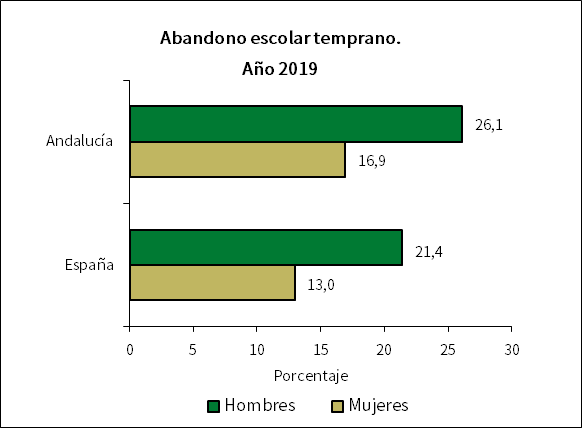 Abandono escolar temprano.
Año 2019
Andalucía
26,1
16,9
España
21,4
13,0
0 5 10 15 20 25 30
Porcentaje
Hombres Mujeres